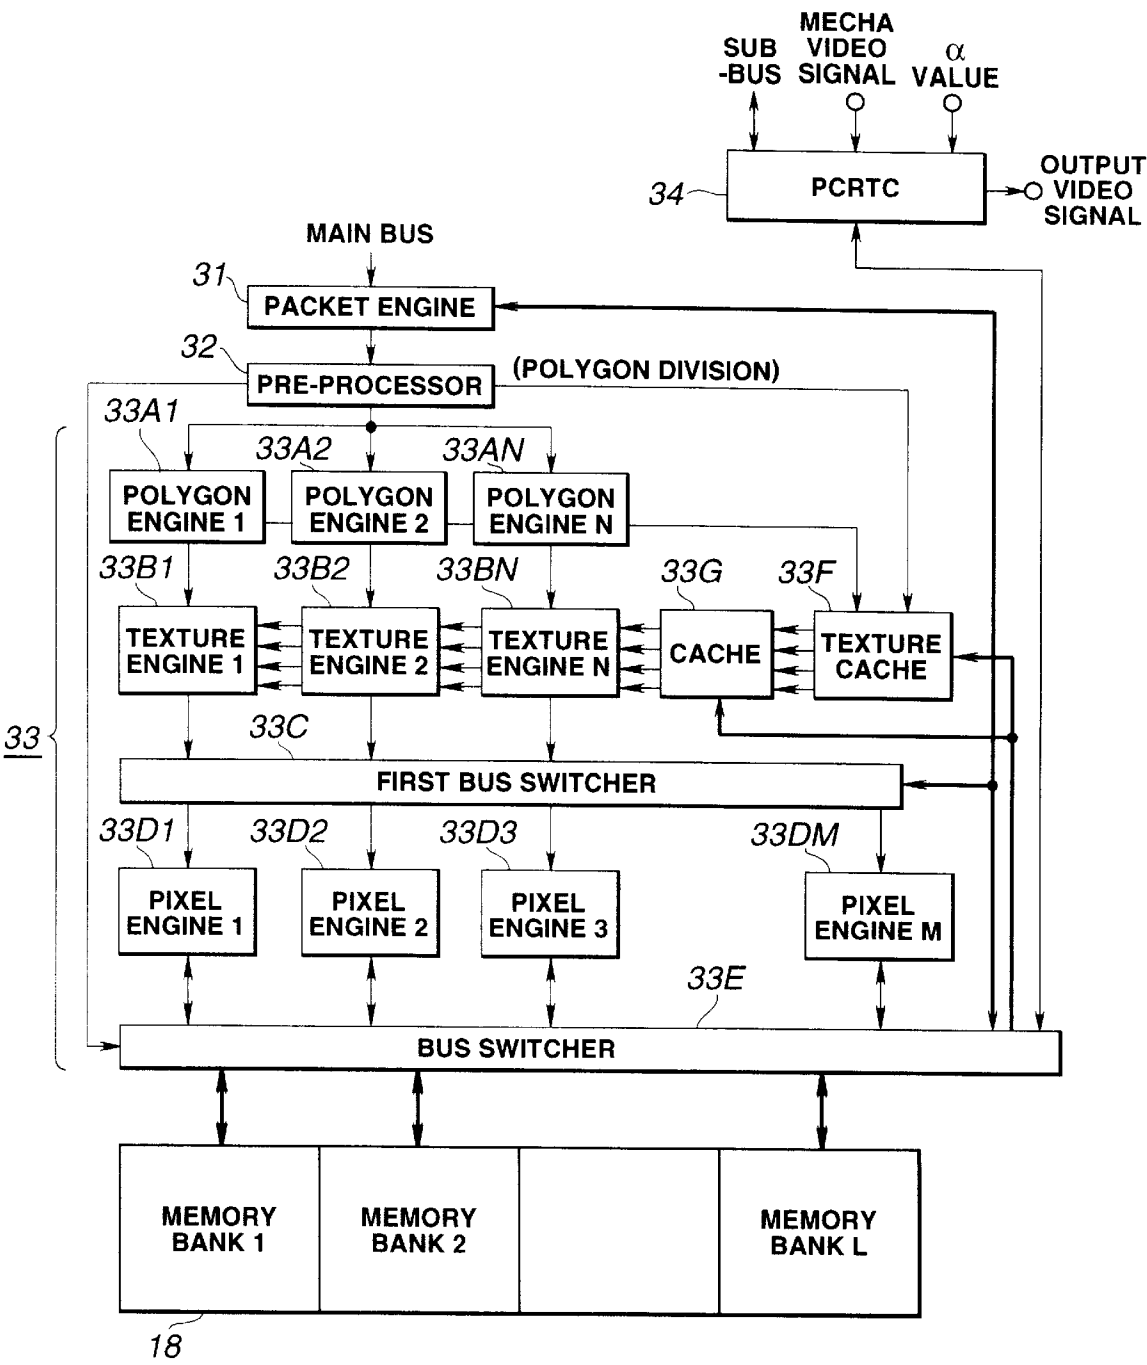 SUB
-BUS
MECHA
VIDEO
SIGNAL
α
VALUE
34
PCRTC
OUTPUT
VIDEO
SIGNAL
MAIN BUS
31
PACKET ENGINE
32
PRE-PROCESSOR
(POLYGON DIVISION)
33A1
33A2
33AN
POLYGON
ENGINE 1
POLYGON
ENGINE 2
POLYGON
ENGINE N
33B1
33B2
33BN
33G
33F
TEXTURE
ENGINE 1
TEXTURE
ENGINE 2
TEXTURE
ENGINE N
CACHE
TEXTURE
CACHE
33
33C
FIRST BUS SWITCHER
33D1
33D2
33D3
33DM
PIXEL
ENGINE 1
PIXEL
ENGINE 2
PIXEL
ENGINE 3
PIXEL
ENGINE M
33E
BUS SWITCHER
MEMORY
BANK 1
MEMORY
BANK 2
MEMORY
BANK L
18